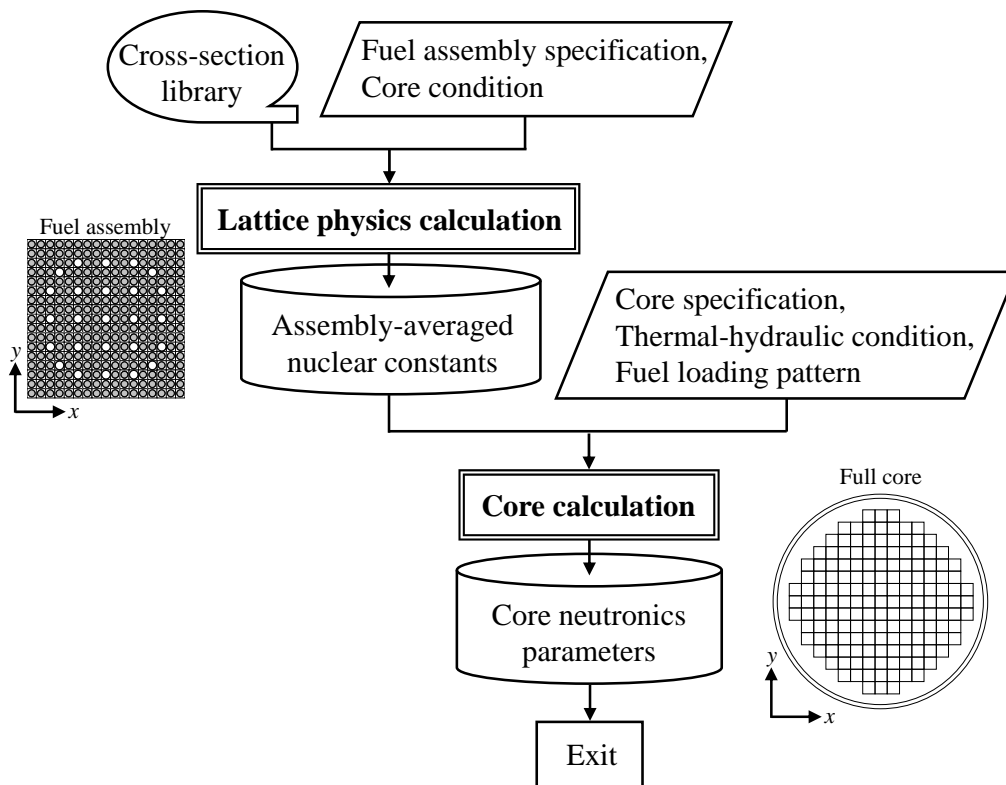 Cross-section
library
Fuel assembly specification,
Core condition
Lattice physics calculation
Fuel assembly
y
x
Assembly-averaged
nuclear constants
Core specification,
Thermal-hydraulic condition,
Fuel loading pattern
Core calculation
Full core
y
x
Core neutronics
parameters
Exit